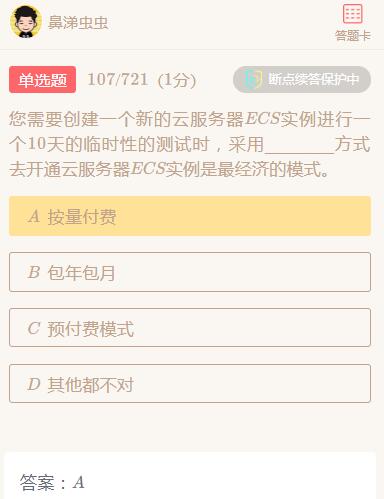 鼻涕虫虫
答题卡
单选题 107/721 (1分)
断点续答保护中
您需要创建一个新的云服务器ECS实例进行一
个10天的临时性的测试时，采用________方式
去开通云服务器ECS实例是最经济的模式。
A 按量付费
B 包年包月
C 预付费模式
D 其他都不对
答案：A